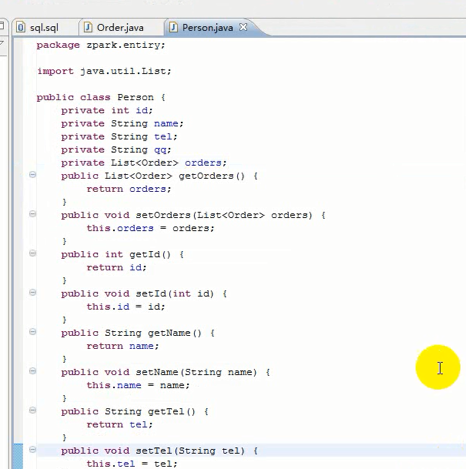 sql.sql Order.java Person.java
package zpark.entiry;
import java.util.List;
public class Person {
private int id;
private String name;
private String tel;
private String qq;
private List<Order> orders;
public List<Order> getOrders() {
return orders;
}
public void setOrders(List<Order> orders) {
this.orders = orders;
}
public int getId() {
return id;
}
public void setId(int id) {
this.id = id;
}
public String getName() {
return name;
}
public void setName(String name) {
this.name = name;
}
public String getTel() {
return tel;
}
public void setTel(String tel) {
this.tel = tel;